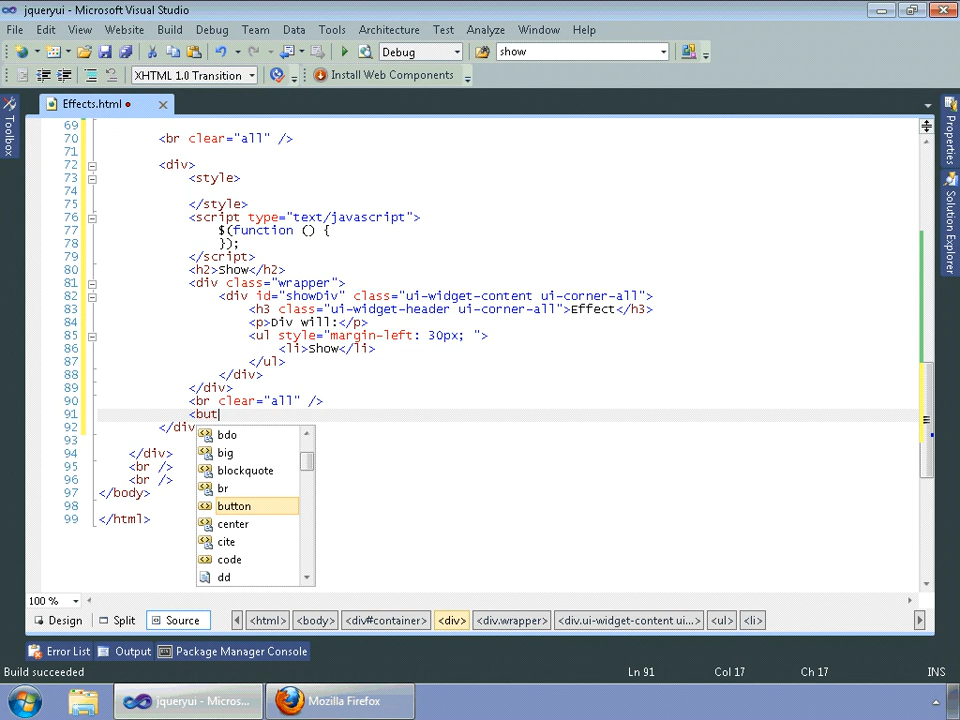 jqueryui - Microsoft Visual Studio
File Edit View Website Build Debug Team Data Tools Architecture Test Analyze Window Help
Debug show
XHTML 1.0 Transition Install Web Components
Toolbox
Effects.html
Properties
Solution Explorer
69
70 <br clear="all" />
71
72 <div>
73 <style>
74
75 </style>
76 <script type="text/javascript">
77 $(function () {
78 });
79 </script>
80 <h2>Show</h2>
81 <div class="wrapper">
82 <div id="showDiv" class="ui-widget-content ui-corner-all">
83 <h3 class="ui-widget-header ui-corner-all">Effect</h3>
84 <p>Div will:</p>
85 <ul style="margin-left: 30px; ">
86 <li>Show</li>
87 </ul>
88 </div>
89 </div>
90 <br clear="all" />
91 <but
92 </div
93
94 </div>
95 <br />
96 <br />
97 </body>
98
99 </html>
bdo
big
blockquote
br
button
center
cite
code
dd
100 %
Design Split Source <html> <body> <div#container> <div> <div.wrapper> <div.ui-widget-content ui...> <ul> <li>
Error List Output Package Manager Console
Build succeeded Ln 91 Col 17 Ch 17 INS
jqueryui - Micros... Mozilla Firefox